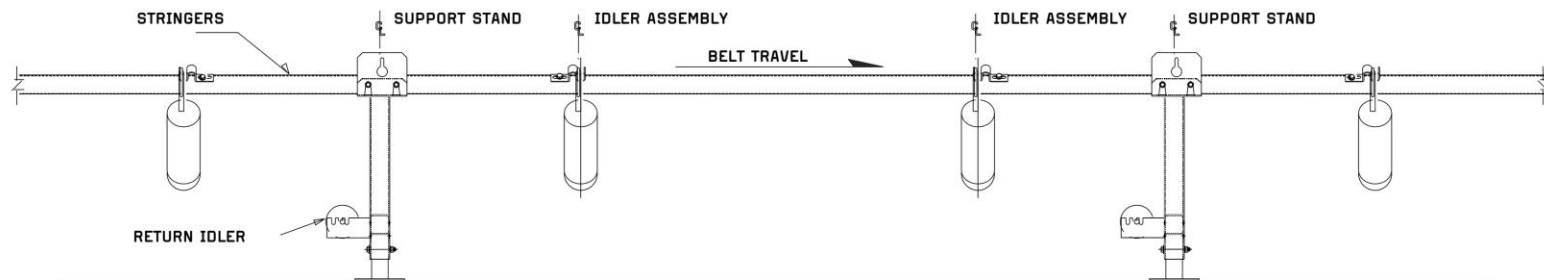 STRINGERS
SUPPORT STAND
IDLER ASSEMBLY
IDLER ASSEMBLY
SUPPORT STAND
BELT TRAVEL
RETURN IDLER